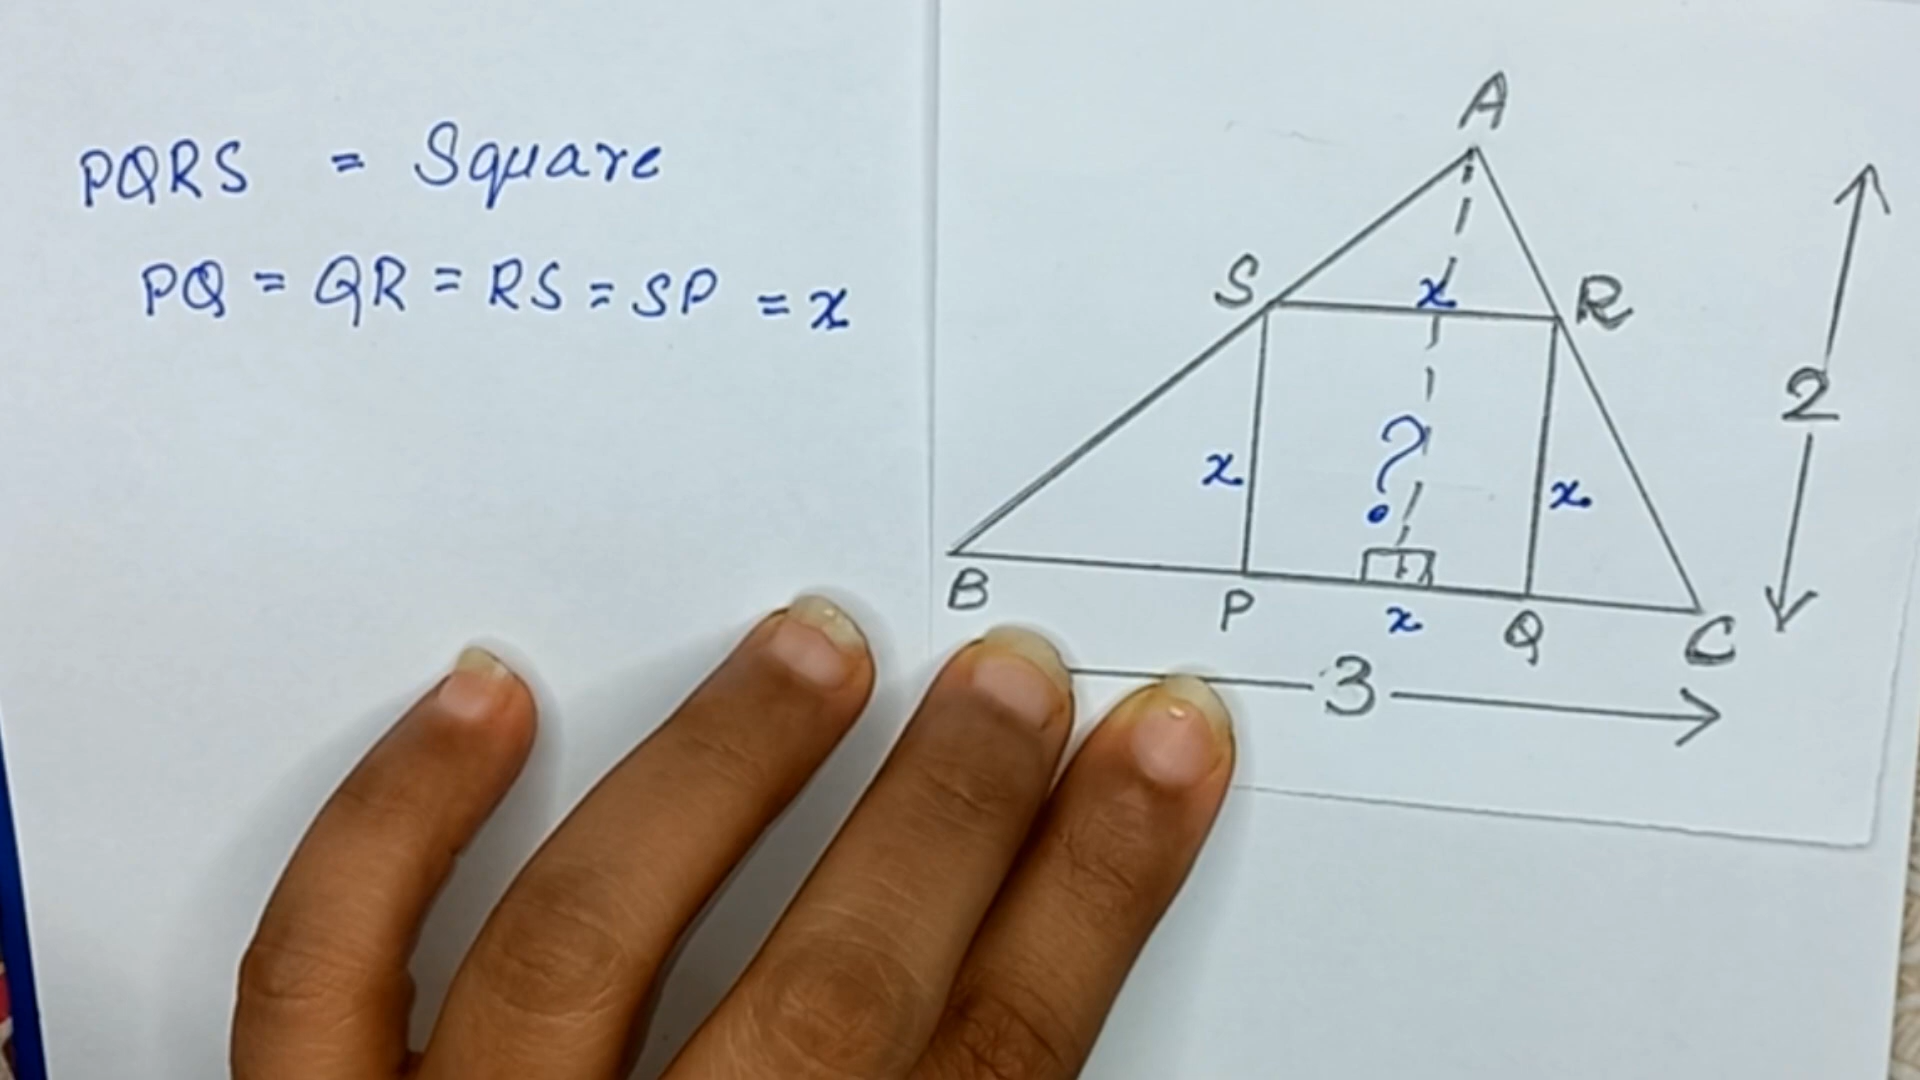 PQRS = Square
PQ = QR = RS = SP = x
A
S x R
2
x ? x
B P x Q C
3